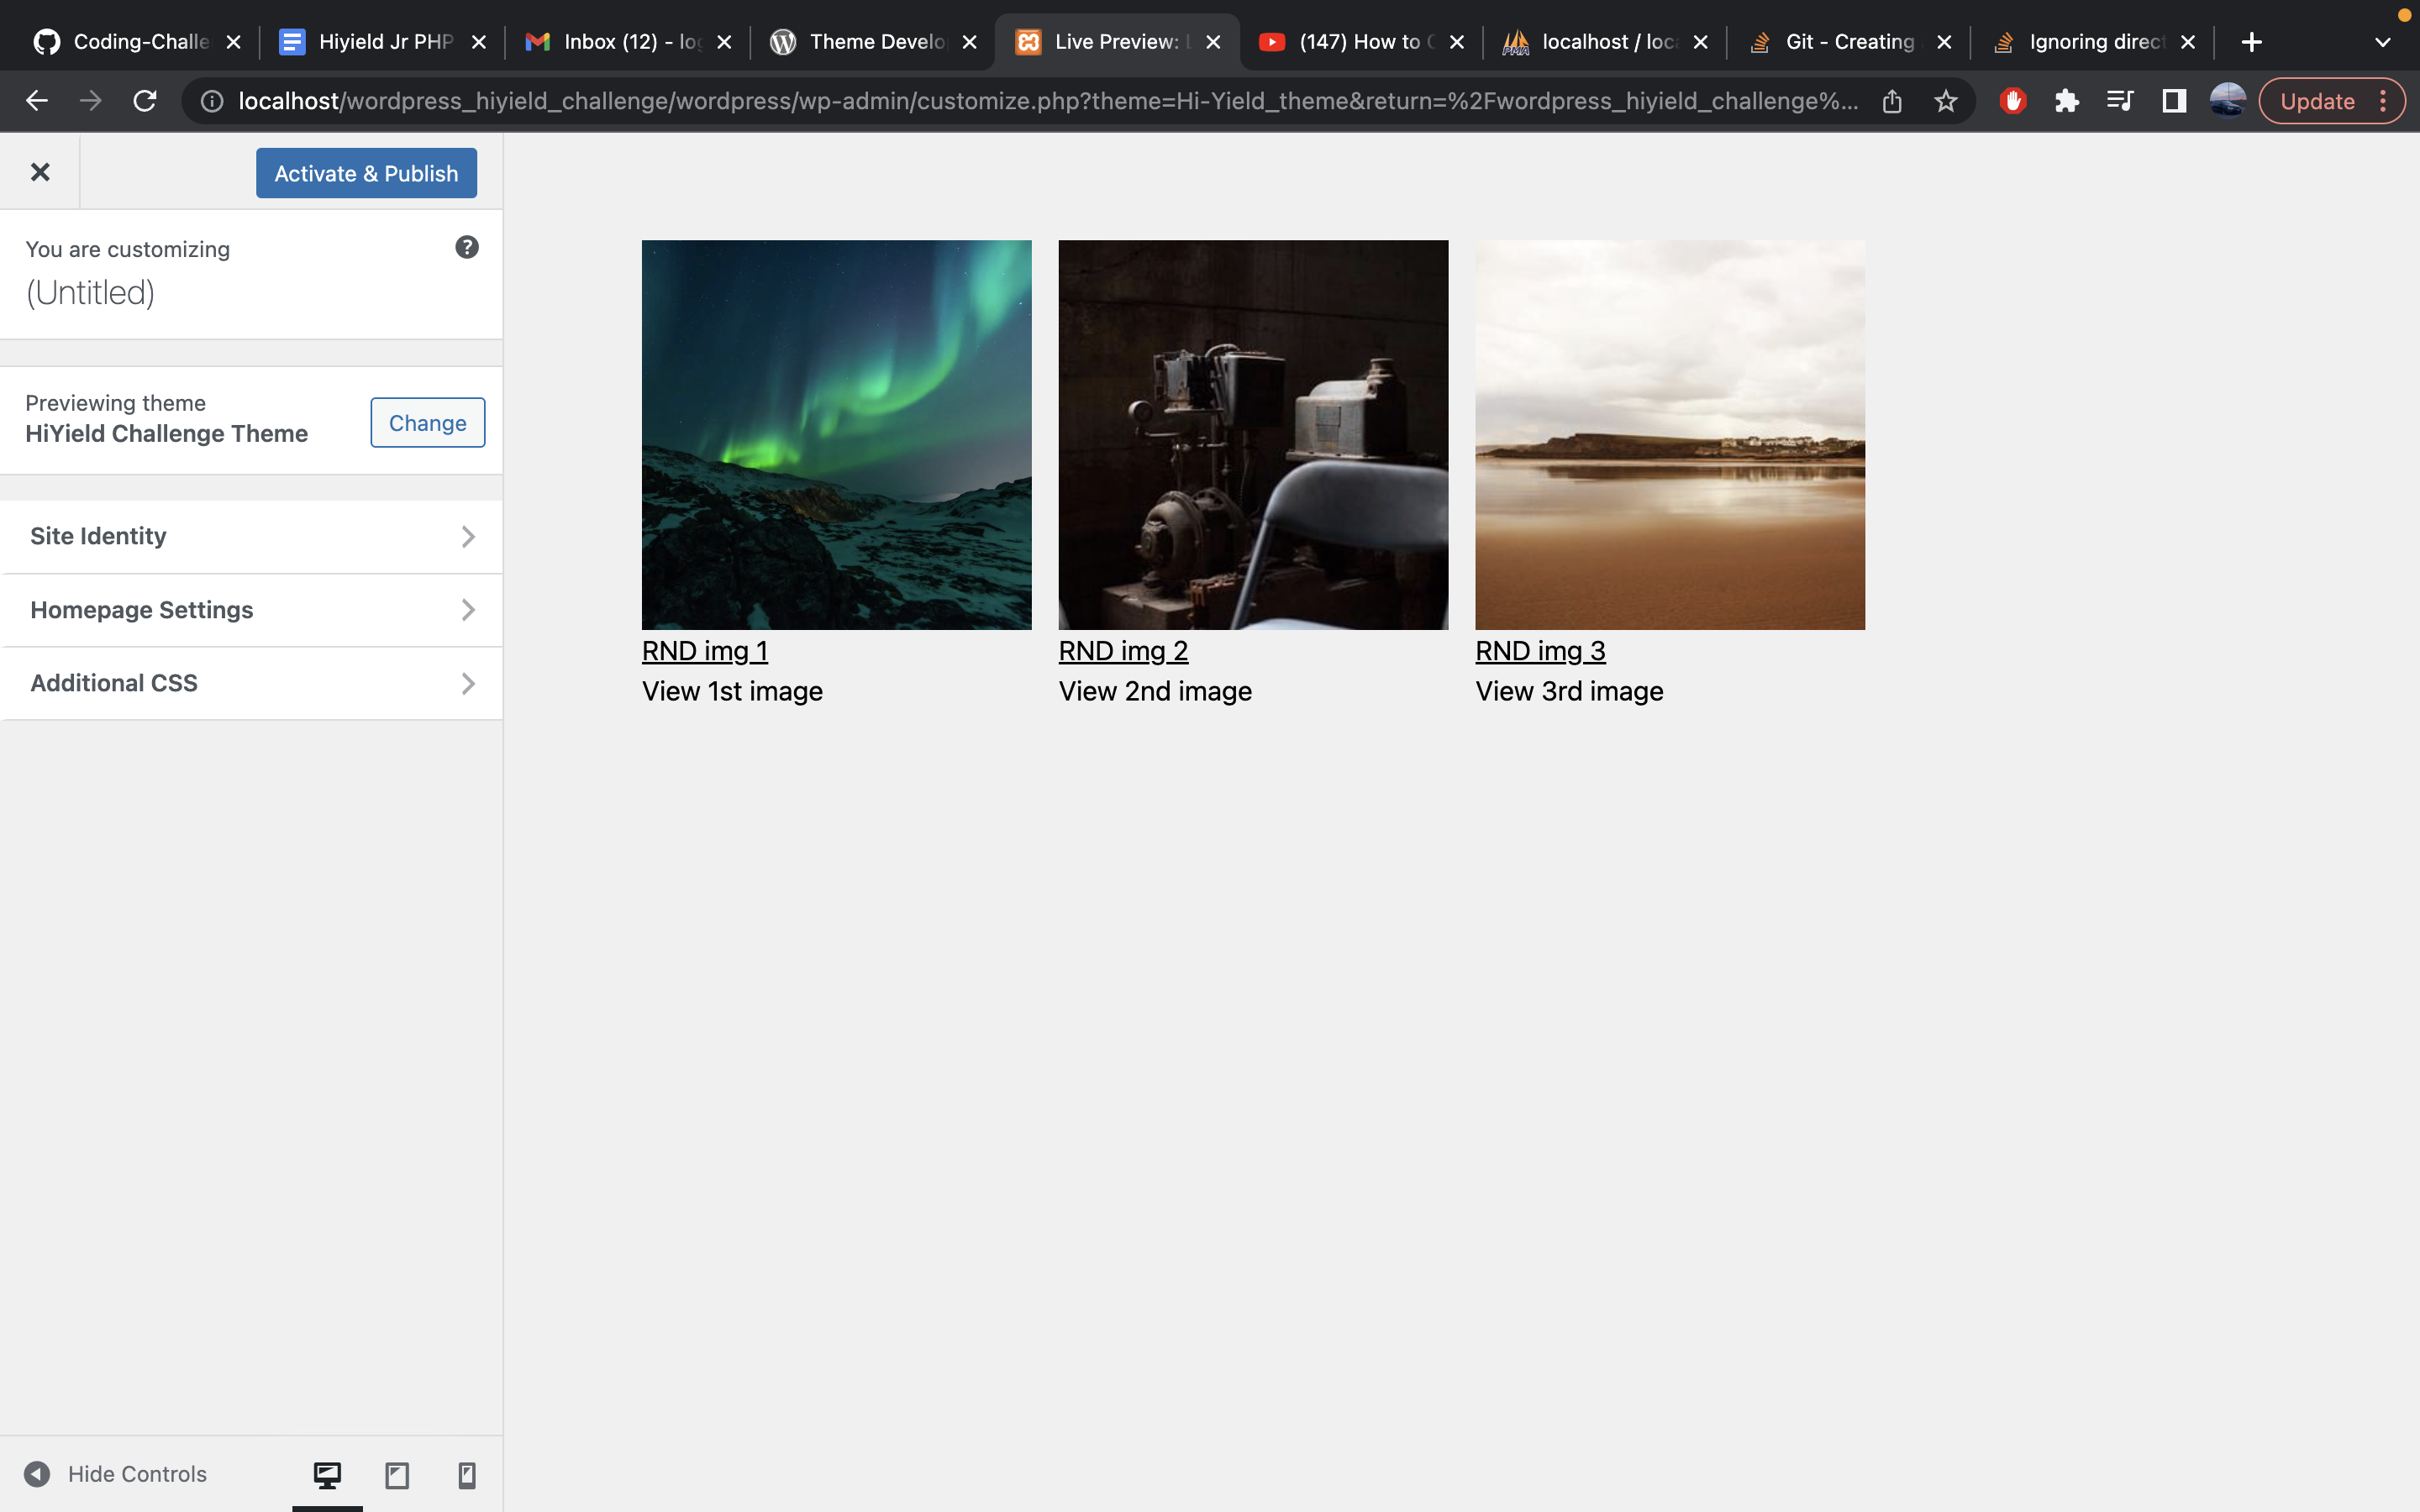 Coding-Challe
Hiyield Jr PHP
Inbox (12) - log
Theme Develo
Live Preview:
(147) How to
localhost / loca
Git - Creating
Ignoring direct
localhost/wordpress_hiyield_challenge/wordpress/wp-admin/customize.php?theme=Hi-Yield_theme&return=%2Fwordpress_hiyield_challenge%...
Update
Activate & Publish
You are customizing
(Untitled)
Previewing theme
HiYield Challenge Theme
Change
Site Identity
Homepage Settings
Additional CSS
RND img 1
RND img 2
RND img 3
View 1st image
View 2nd image
View 3rd image
Hide Controls